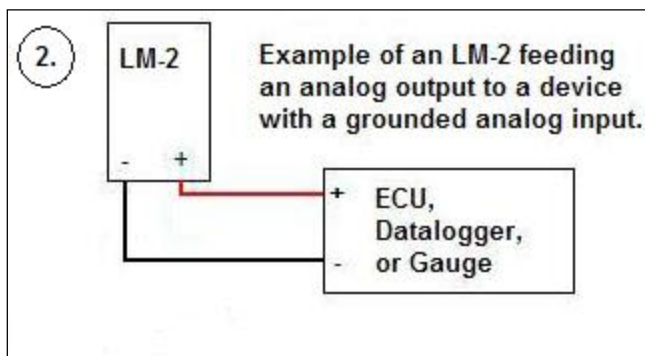 2.
LM-2
Example of an LM-2 feeding
an analog output to a device
with a grounded analog input.
- +
+
ECU,
Datalogger,
or Gauge
-